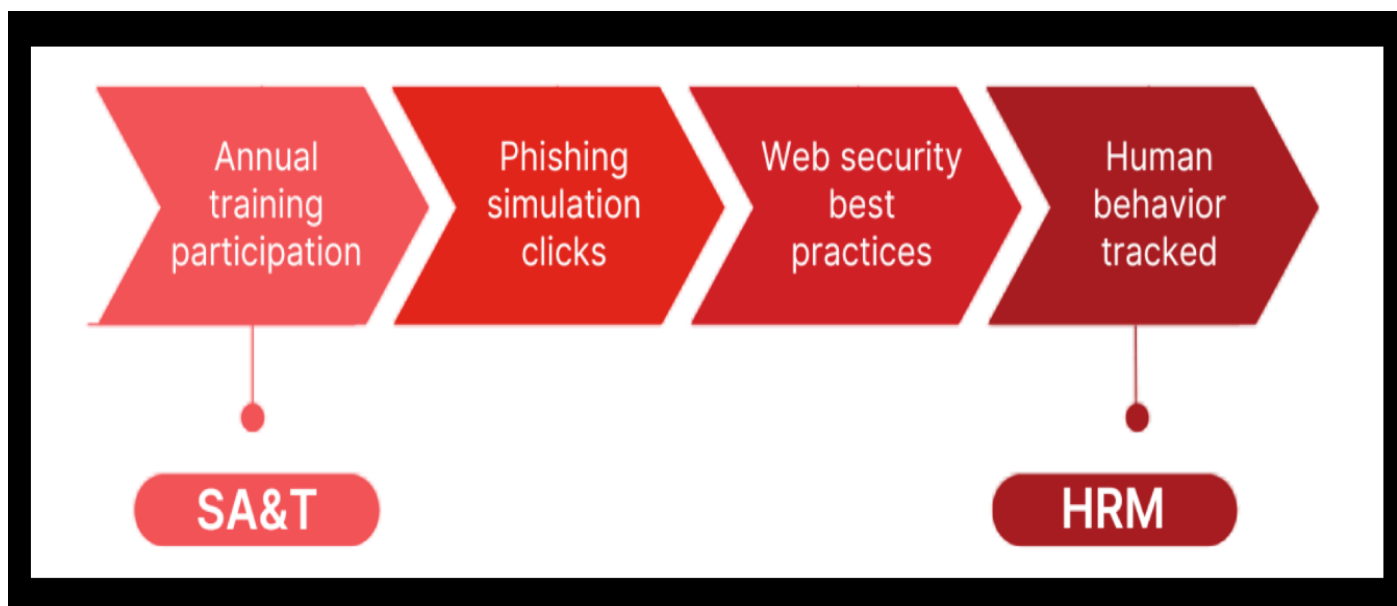 Annual
training
participation
Phishing
simulation
clicks
Web security
best
practices
Human
behavior
tracked
SA&T
HRM